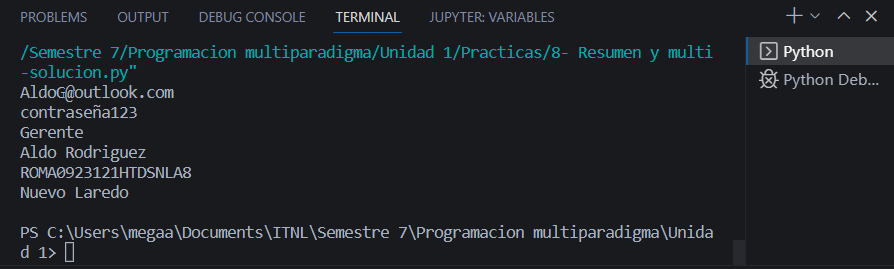 PROBLEMS OUTPUT DEBUG CONSOLE TERMINAL JUPYTER: VARIABLES
/Semestre 7/Programacion multiparadigma/Unidad 1/Practicas/8- Resumen y multi
-solucion.py"
AldoG@outlook.com
contraseña123
Gerente
Aldo Rodriguez
ROMA0923121HTDSNLA8
Nuevo Laredo
PS C:\Users\megaa\Documents\ITNL\Semestre 7\Programacion multiparadigma\Unida
d 1>
Python
Python Deb...